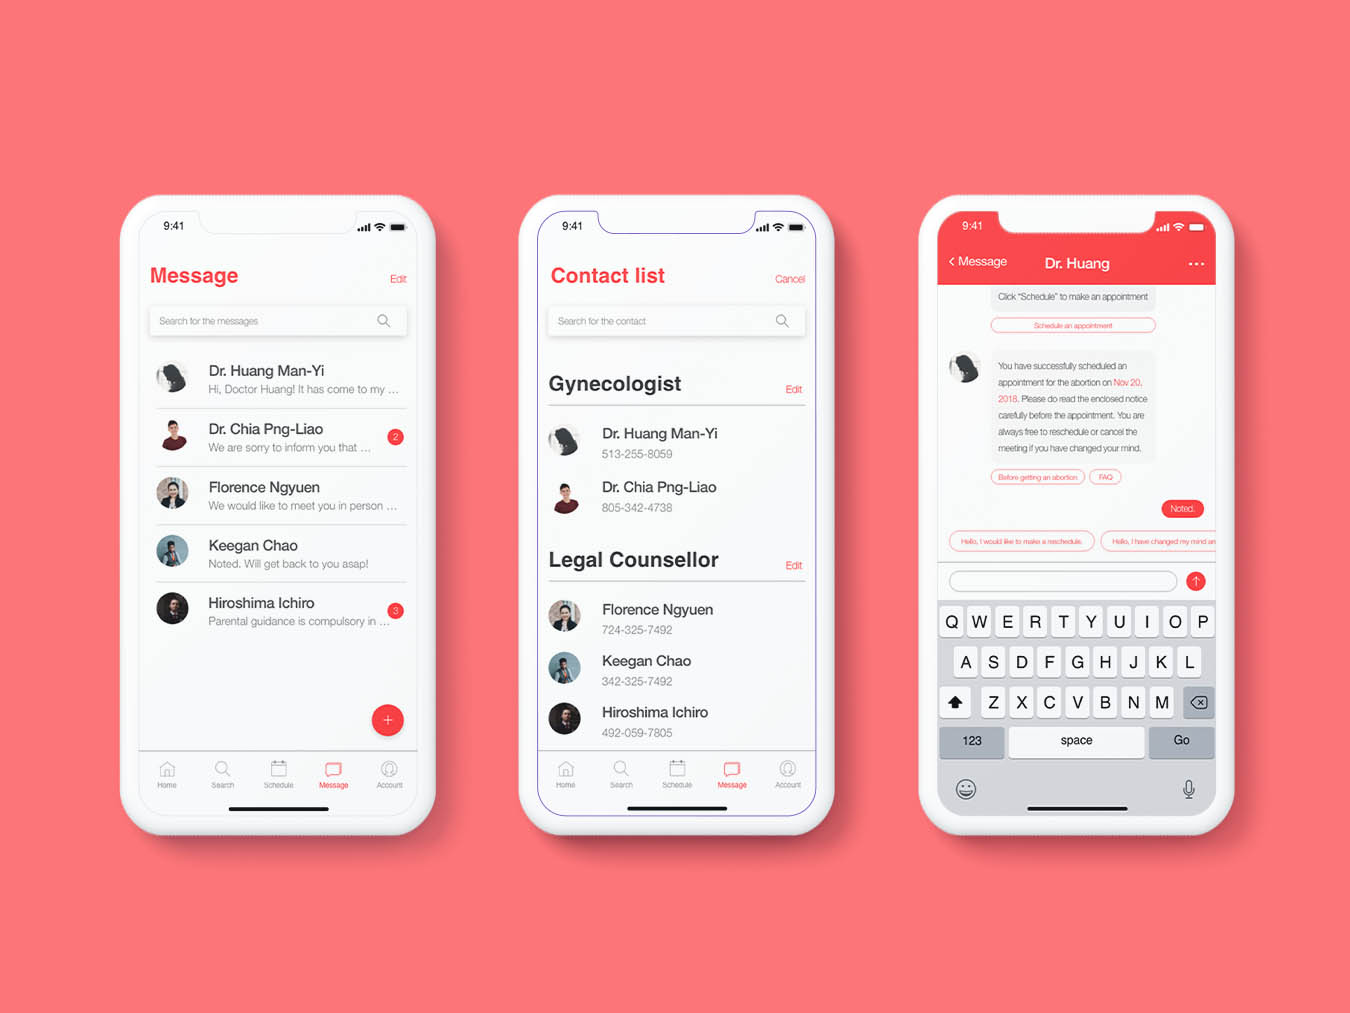 9:41
Message
Edit
Search for the messages
Dr. Huang Man-Yi
Hi, Doctor Huang! It has come to my ...
Dr. Chia Png-Liao
We are sorry to inform you that ...
2
Florence Ngyuen
We would like to meet you in person ...
Keegan Chao
Noted. Will get back to you asap!
Hiroshima Ichiro
Parental guidance is compulsory in ...
3
+
Home Search Schedule Message Account
9:41
Contact list
Cancel
Search for the contact
Gynecologist
Edit
Dr. Huang Man-Yi
513-255-8059
Dr. Chia Png-Liao
805-342-4738
Legal Counsellor
Edit
Florence Ngyuen
724-325-7492
Keegan Chao
342-325-7492
Hiroshima Ichiro
492-059-7805
Home Search Schedule Message Account
9:41
< Message
Dr. Huang
...
Click “Schedule” to make an appointment
Schedule an appointment
You have successfully scheduled an
appointment for the abortion on Nov 20,
2018. Please do read the enclosed notice
carefully before the appointment. You are
always free to reschedule or cancel the
meeting if you have changed your mind.
Before getting an abortion
FAQ
Noted.
Hello, I would like to make a reschedule.
Hello, I have changed my mind an
Q W E R T Y U I O P
A S D F G H J K L
Z X C V B N M
123 space Go